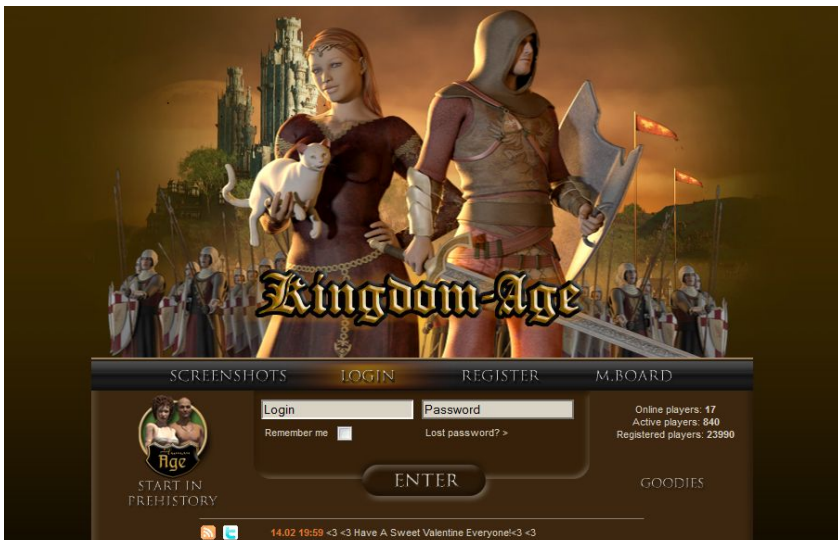 Kingdom-Age
SCREENSHOTS LOGIN REGISTER M.BOARD
Login Password
Remember me Lost password? >
Online players: 17
Active players: 840
Registered players: 23990
Human
Age
START IN
PREHISTORY
ENTER
GOODIES
14.02 19:59 <3 <3 Have A Sweet Valentine Everyone!<3 <3